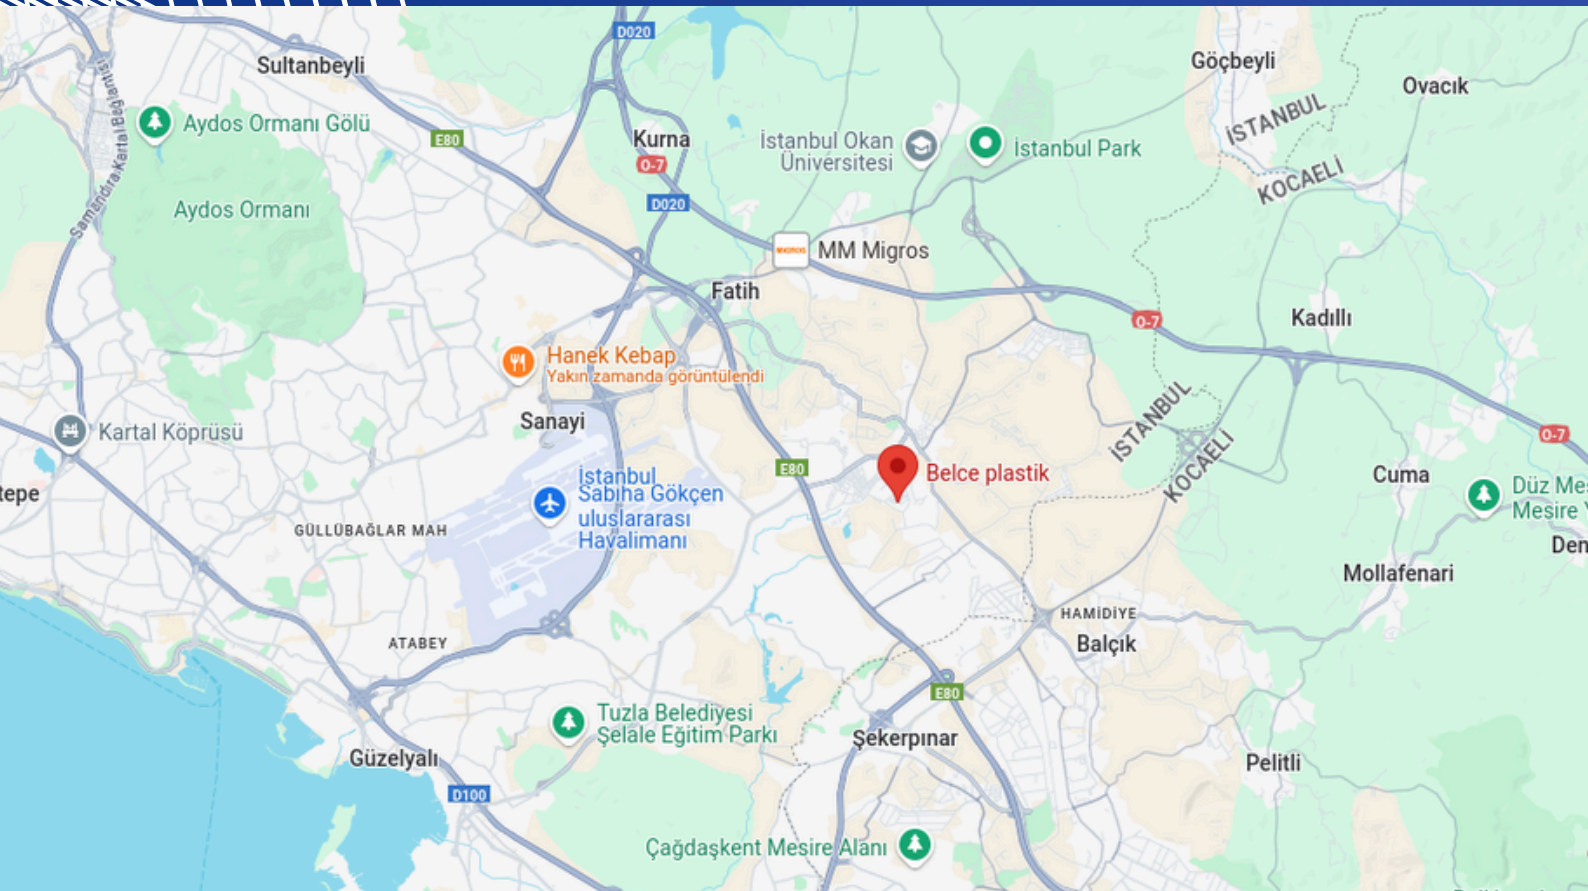 D020
Sultanbeyli
Göçbeyli
Ovacık
Samandıra Kartal Bağlantısı
Aydos Ormanı Gölü
E80
Kurna
O-7
İstanbul Okan
Üniversitesi
İstanbul Park
İSTANBUL
KOCAELİ
Aydos Ormanı
D020
MIGROS
MM Migros
Fatih
Kadıllı
O-7
Hanek Kebap
Yakın zamanda görüntülendi
Sanayi
Kartal Köprüsü
İSTANBUL
KOCAELİ
O-7
E80
Belce plastik
Cuma
tepe
İstanbul
Sabiha Gökçen
uluslararası
Havalimanı
Düz Mes
Mesire Y
GÜLLÜBAĞLAR MAH
Den
Mollafenari
HAMİDİYE
Balçık
ATABEY
E80
Tuzla Belediyesi
Şelale Eğitim Parkı
Şekerpınar
Güzelyalı
Pelitli
D100
Çağdaşkent Mesire Alanı